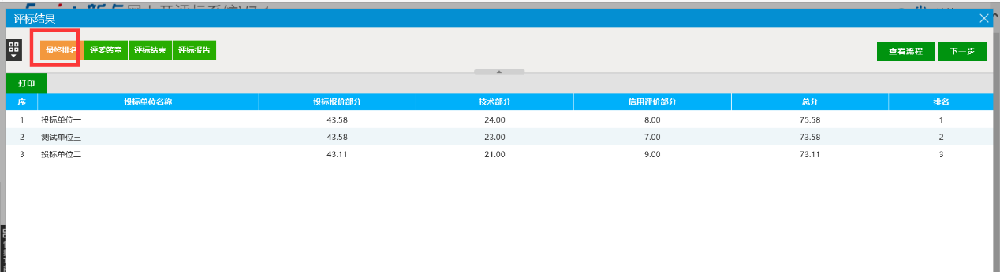 评标结果
最终排名 评委签章 评标结束 评标报告
查看流程 下一步
打印
序 投标单位名称 投标报价部分 技术部分 信用评价部分 总分 排名
1 投标单位一 43.58 24.00 8.00 75.58 1
2 测试单位三 43.58 23.00 7.00 73.58 2
3 投标单位二 43.11 21.00 9.00 73.11 3